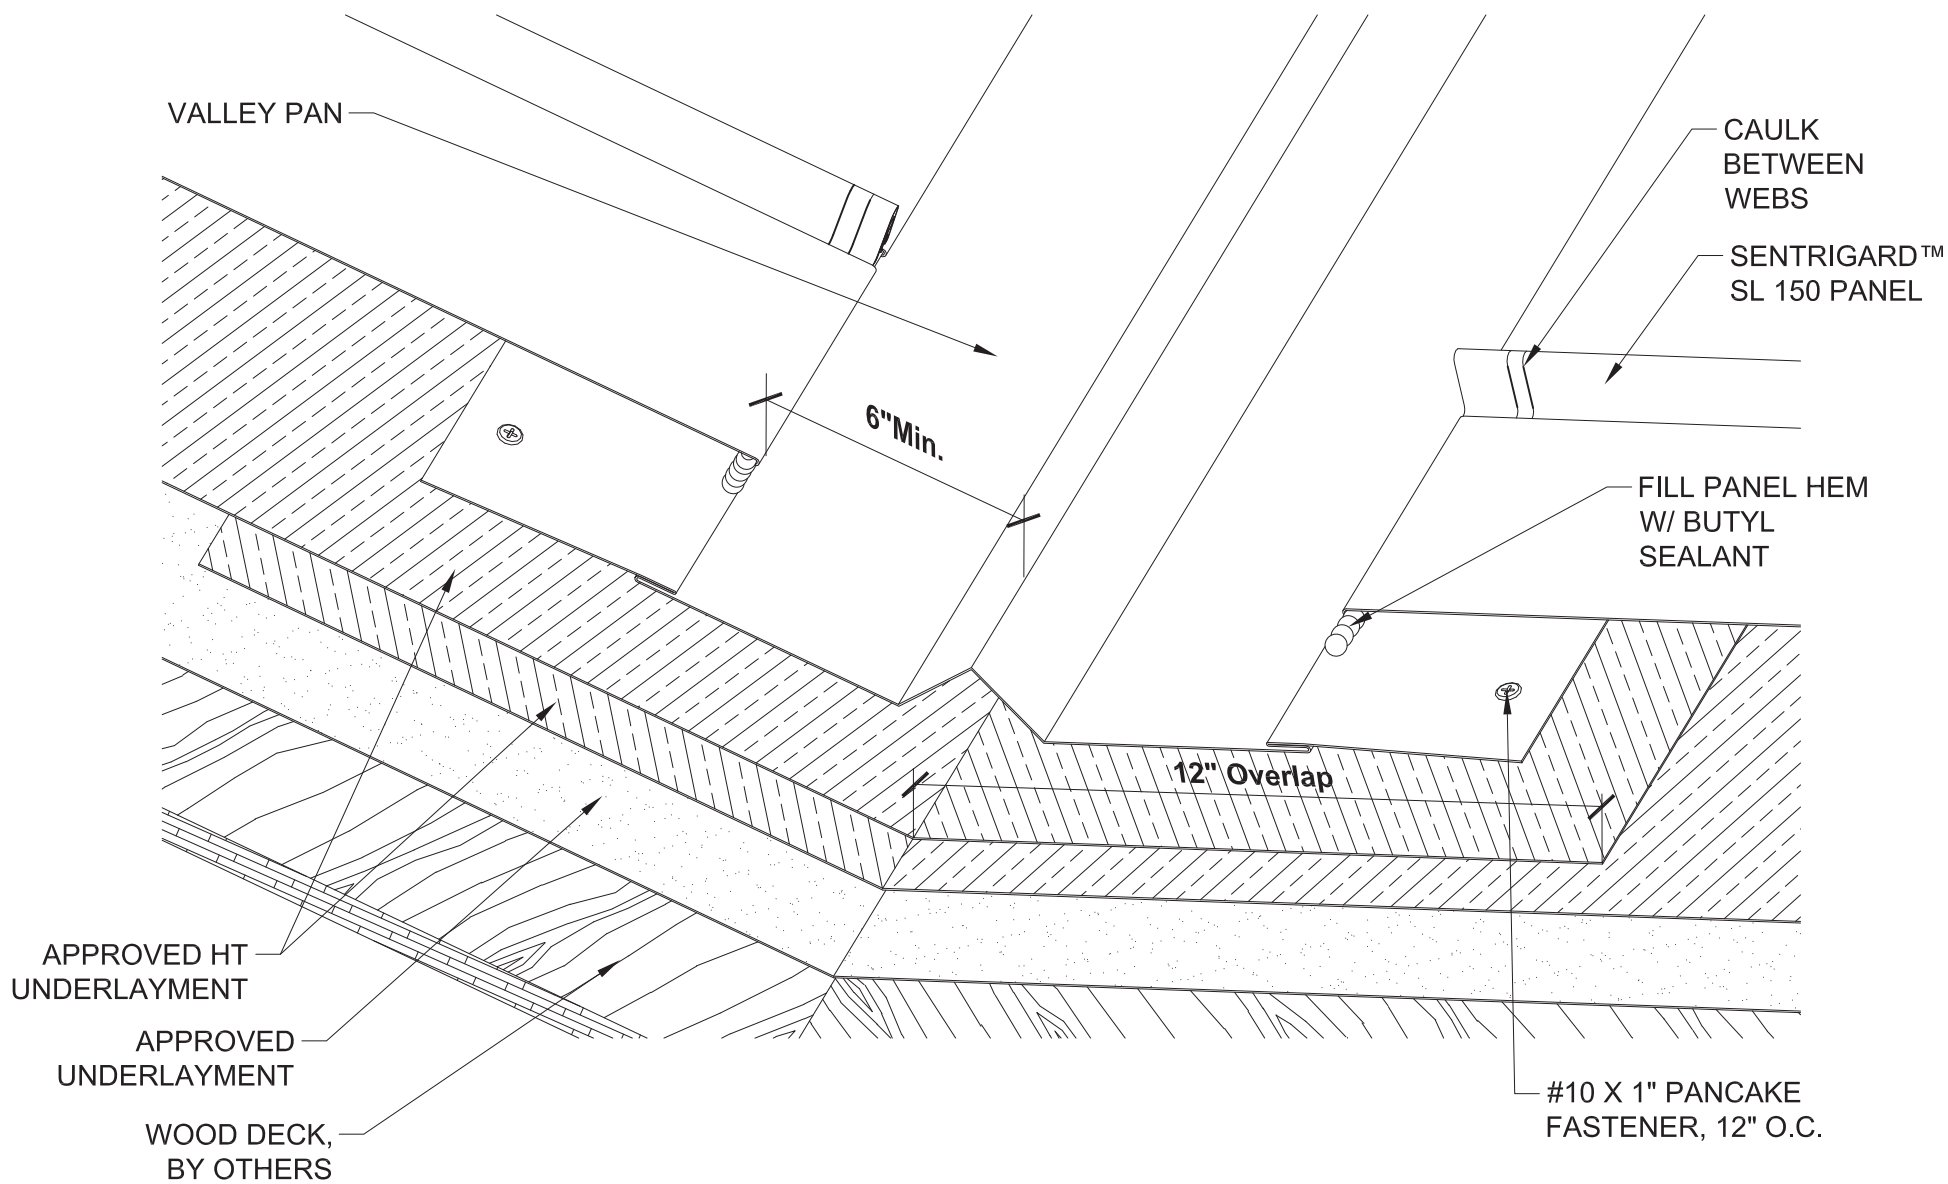 VALLEY PAN
CAULK
BETWEEN
WEBS
SENTRIGARD™
SL 150 PANEL
6"Min.
FILL PANEL HEM
W/ BUTYL
SEALANT
12" Overlap
APPROVED HT
UNDERLAYMENT
APPROVED
UNDERLAYMENT
#10 X 1" PANCAKE
FASTENER, 12" O.C.
WOOD DECK,
BY OTHERS